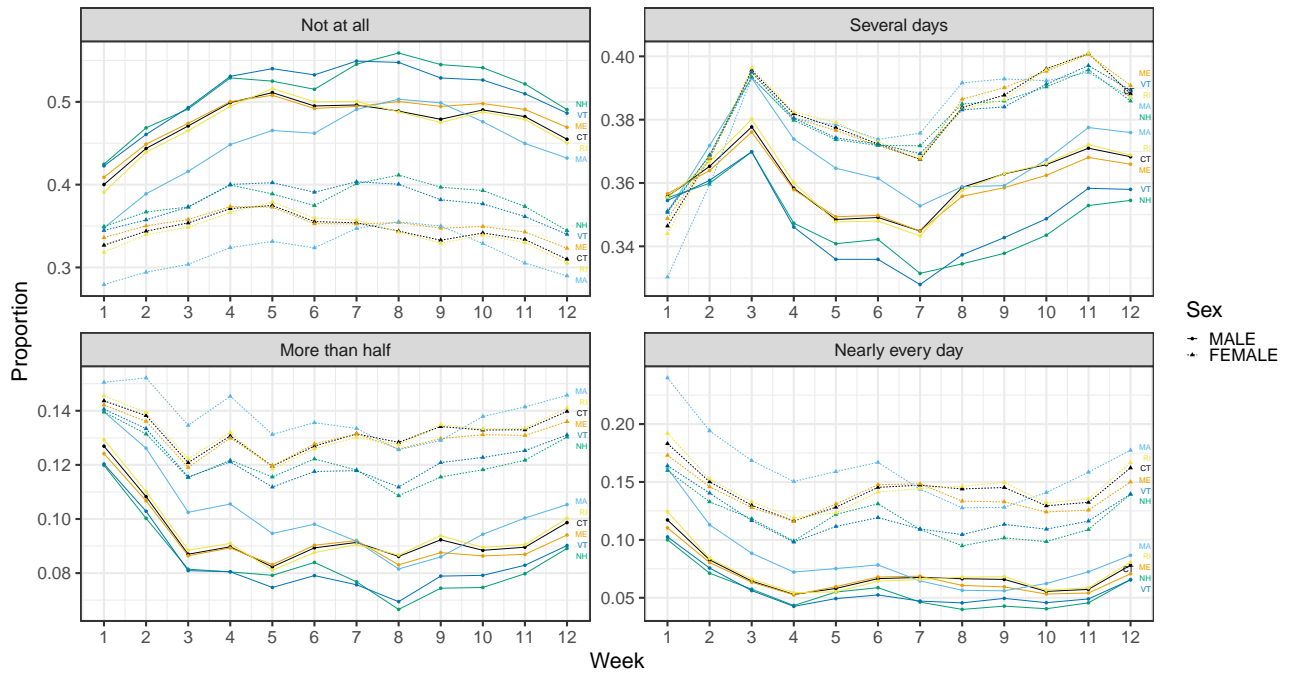 Not at all
Several days
0.5
0.4
0.3
NH
VT
ME
CT
RI
MA
NH
VT
ME
CT
RI
MA
0.40
0.38
0.36
0.34
ME
VT
CT
RI
MA
NH
MA
RI
CT
ME
VT
NH
1 2 3 4 5 6 7 8 9 10 11 12
1 2 3 4 5 6 7 8 9 10 11 12
More than half
Nearly every day
0.14
0.12
0.10
0.08
MA
RI
CT
ME
VT
NH
MA
RI
CT
ME
VT
NH
0.20
0.15
0.10
0.05
MA
RI
CT
ME
VT
NH
MA
RI
CT
ME
NH
VT
1 2 3 4 5 6 7 8 9 10 11 12
1 2 3 4 5 6 7 8 9 10 11 12
Proportion
Week
Sex
MALE
FEMALE